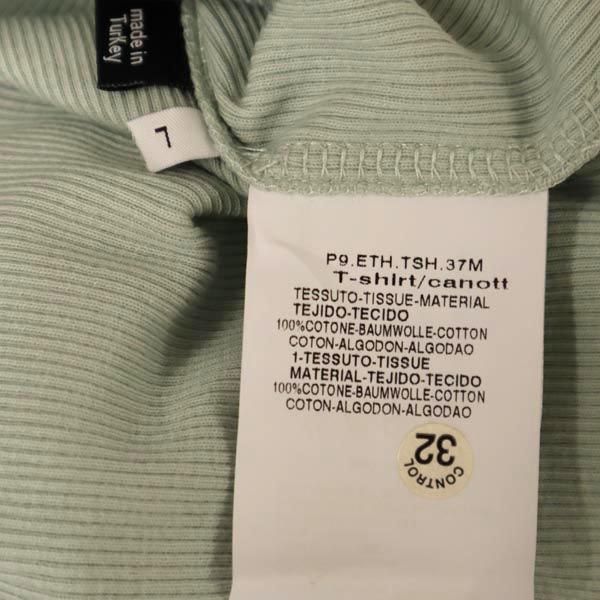 made in
Turkey
L
P9.ETH.TSH.37M
T-shirt/canott
TESSUTO-TISSUE-MATERIAL
TEJIDO-TECIDO
100%COTONE-BAUMWOLLE-COTTON
COTON-ALGODON-ALGODAO
1-TESSUTO-TISSUE
MATERIAL-TEJIDO-TECIDO
100%COTONE-BAUMWOLLE-COTTON
COTON-ALGODON-ALGODAO
32
CONTROL